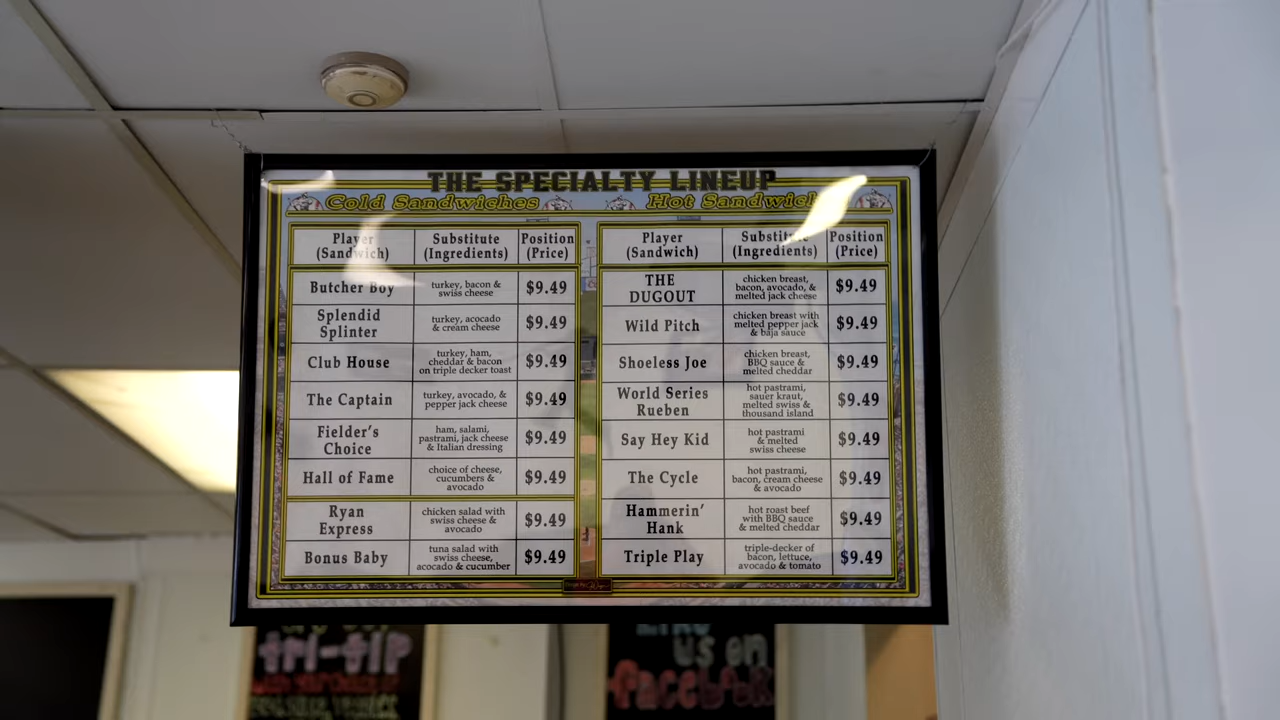 THE SPECIALTY LINEUP
Cold Sandwiches
Player
(Sandwich)
Substitute
(Ingredients)
Position
(Price)
Butcher Boy
turkey, bacon &
swiss cheese
$9.49
Splendid
Splinter
turkey, acocado
& cream cheese
$9.49
Club House
turkey, ham,
cheddar & bacon
on triple decker toast
$9.49
The Captain
turkey, avocado, &
pepper jack cheese
$9.49
Fielder's
Choice
ham, salami,
pastrami, jack cheese
& Italian dressing
$9.49
Hall of Fame
choice of cheese,
cucumbers &
avocado
$9.49
Ryan
Express
chicken salad with
swiss cheese &
avocado
$9.49
Bonus Baby
tuna salad with
swiss cheese,
acocado & cucumber
$9.49
Hot Sandwich
Player
(Sandwich)
Substitute
(Ingredients)
Position
(Price)
THE
DUGOUT
chicken breast,
bacon, avocado, &
melted jack cheese
$9.49
Wild Pitch
chicken breast with
melted pepper jack
& baja sauce
$9.49
Shoeless Joe
chicken breast,
BBQ sauce &
melted cheddar
$9.49
World Series
Rueben
hot pastrami,
sauer kraut,
melted swiss &
thousand island
$9.49
Say Hey Kid
hot pastrami
& melted
swiss cheese
$9.49
The Cycle
hot pastrami,
bacon, cream cheese
& avocado
$9.49
Hammerin'
Hank
hot roast beef
with BBQ sauce
& melted cheddar
$9.49
Triple Play
triple-decker of
bacon, lettuce,
avocado & tomato
$9.49
tri-tip
us on
facebook